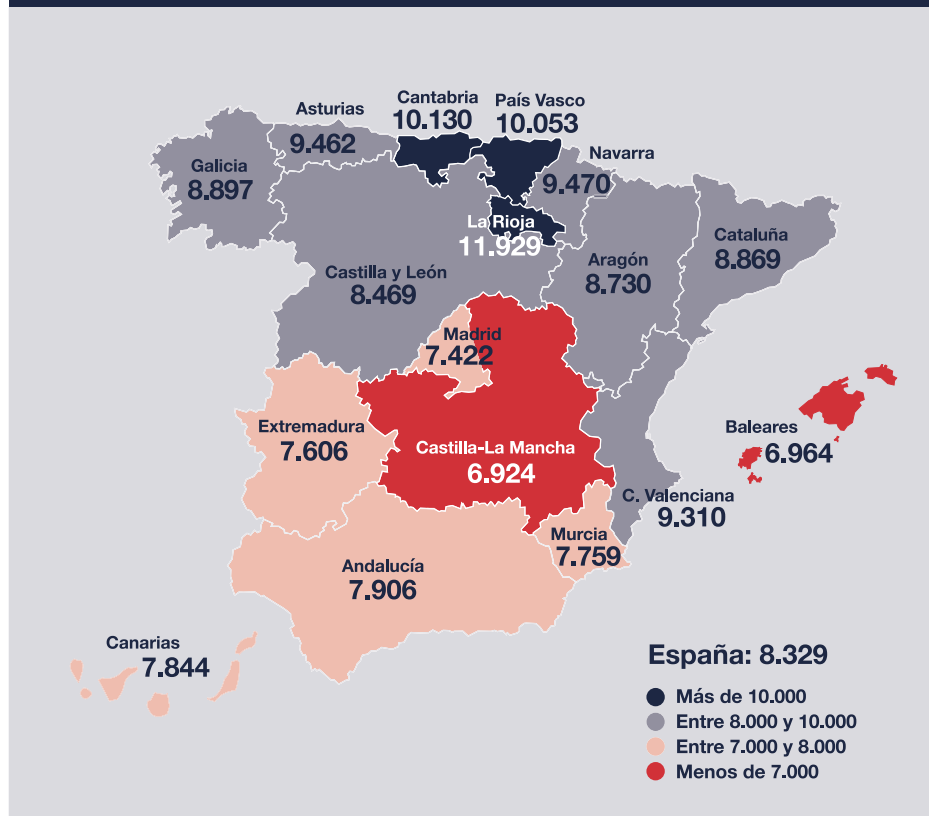 Cantabria
10.130
País Vasco
10.053
Asturias
9.462
Navarra
9.470
Galicia
8.897
La Rioja
11.929
Cataluña
8.869
Aragón
8.730
Castilla y León
8.469
Madrid
7.422
Extremadura
7.606
Castilla-La Mancha
6.924
Baleares
6.964
C. Valenciana
9.310
Murcia
7.759
Andalucía
7.906
Canarias
7.844
España: 8.329
Más de 10.000
Entre 8.000 y 10.000
Entre 7.000 y 8.000
Menos de 7.000